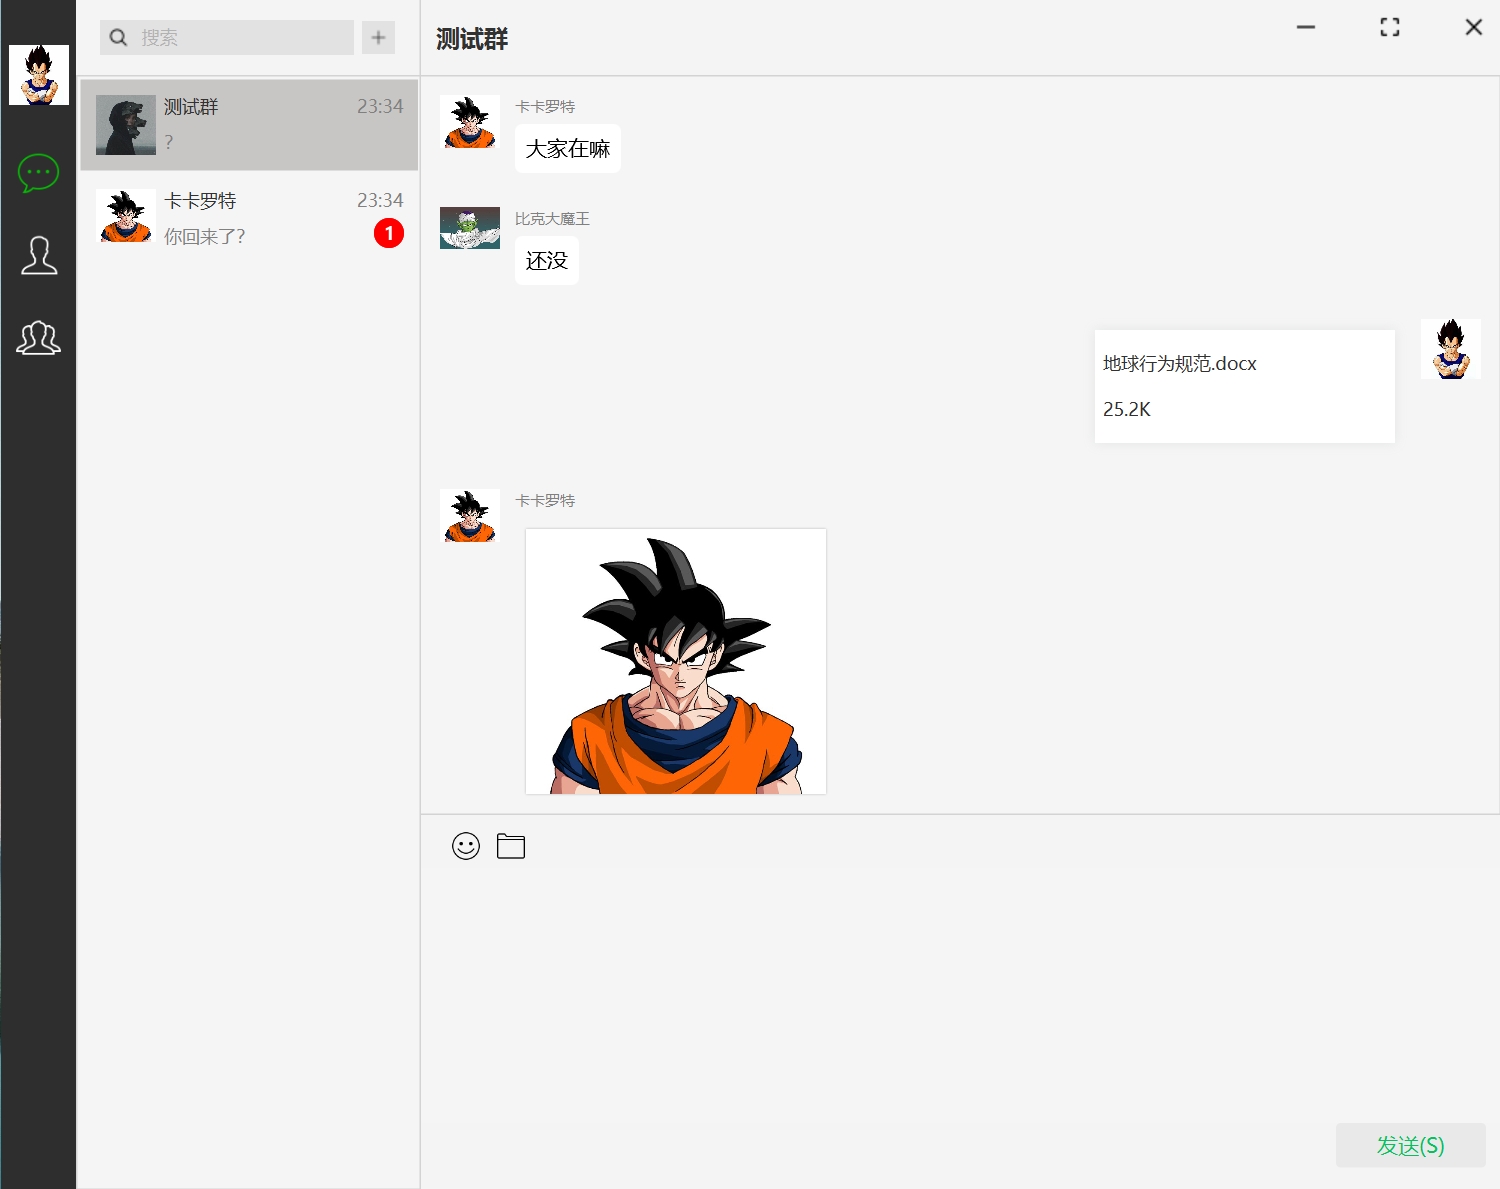 搜索
测试群
23:34
?
卡卡罗特
23:34
你回来了?
1
测试群
卡卡罗特
大家在嘛
比克大魔王
还没
地球行为规范.docx
25.2K
卡卡罗特
发送(S)